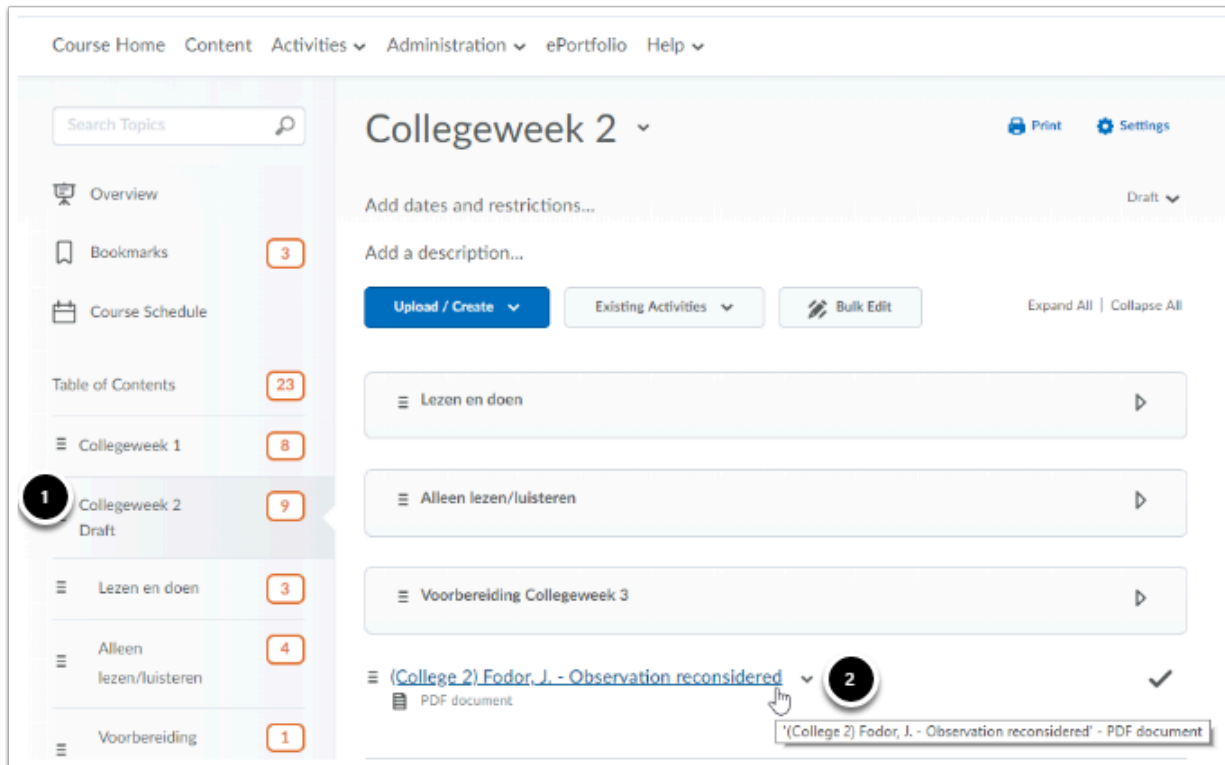 Course Home Content Activities Administration ePortfolio Help
Search Topics
Overview
Bookmarks 3
Course Schedule
Table of Contents 23
Collegeweek 1 8
1
Collegeweek 2 9
Draft
Lezen en doen 3
Alleen 4
lezen/luisteren
Voorbereiding 1
Collegeweek 2
Print Settings
Add dates and restrictions...
Draft
Add a description...
Upload / Create Existing Activities Bulk Edit Expand All | Collapse All
Lezen en doen
Alleen lezen/luisteren
Voorbereiding Collegeweek 3
(College 2) Fodor, J. - Observation reconsidered 2
PDF document
'(College 2) Fodor, J. - Observation reconsidered' - PDF document